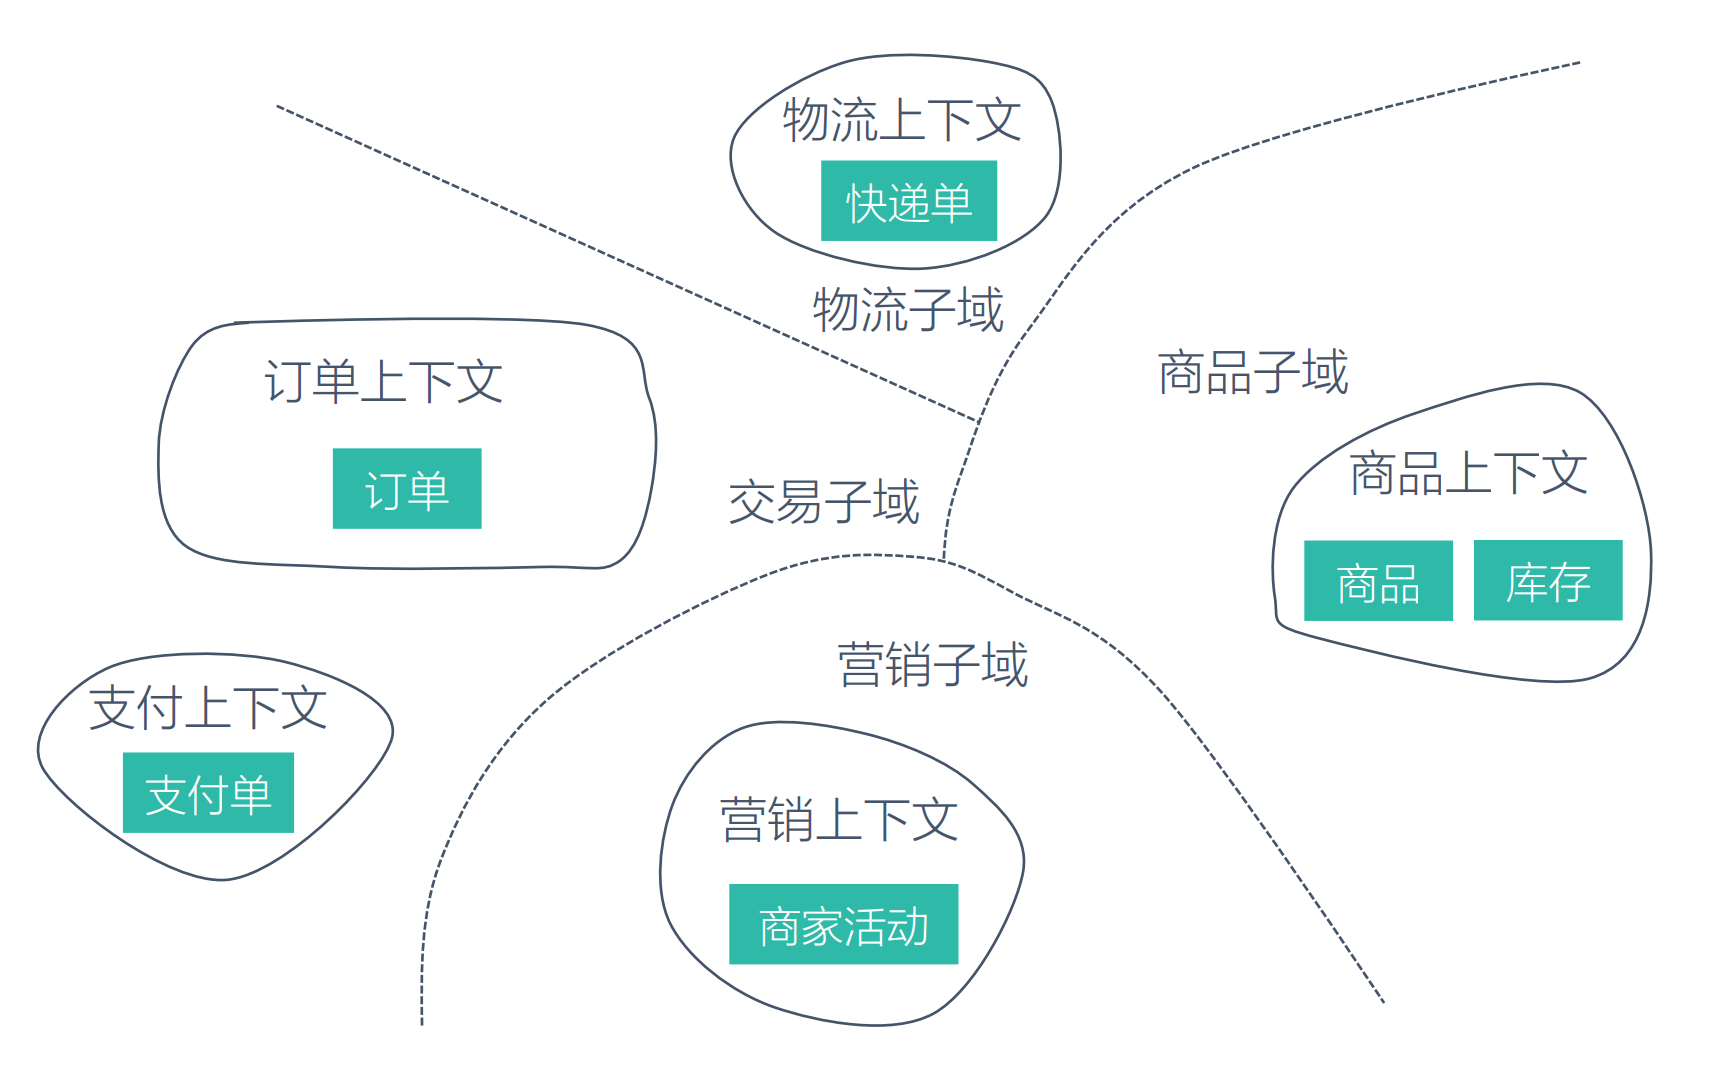 物流上下文
快递单
物流子域
订单上下文
订单
交易子域
商品子域
商品上下文
商品
库存
支付上下文
支付单
营销子域
营销上下文
商家活动